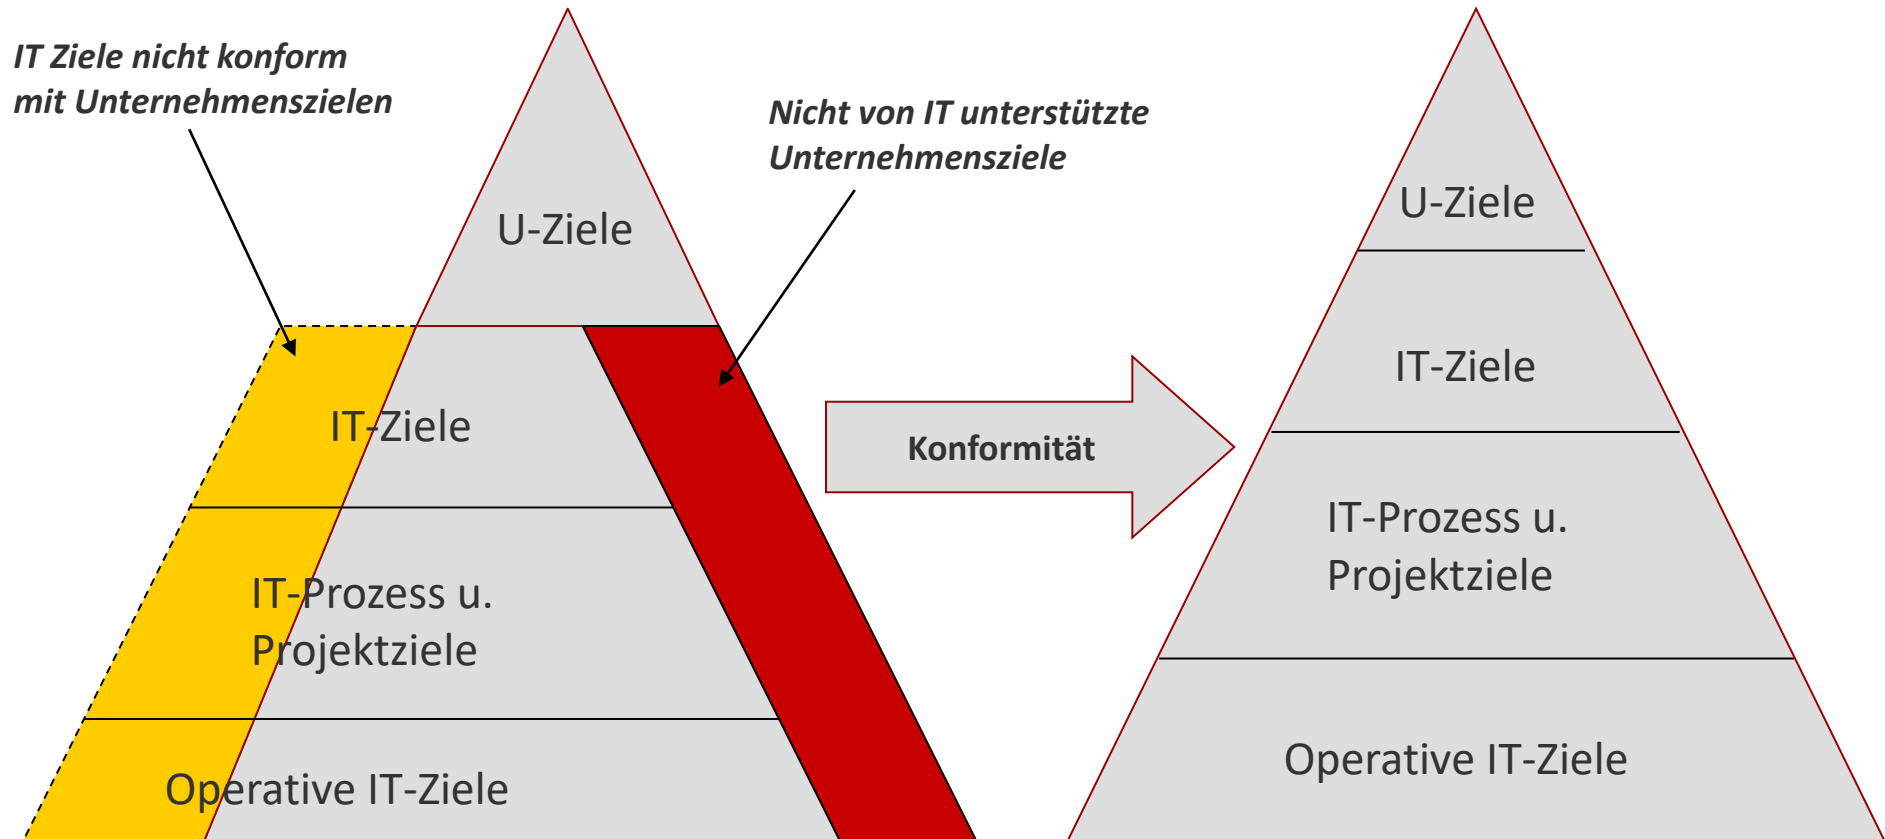 IT Ziele nicht konform
mit Unternehmenszielen
Nicht von IT unterstützte
Unternehmensziele
U-Ziele
IT-Ziele
IT-Prozess u.
Projektziele
Operative IT-Ziele
Konformität
U-Ziele
IT-Ziele
IT-Prozess u.
Projektziele
Operative IT-Ziele